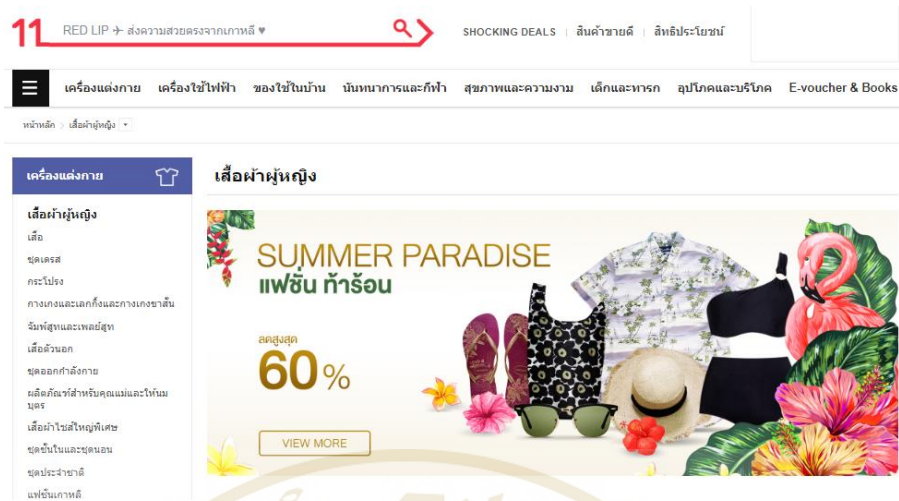 11
RED LIP ✈ ส่งความสวยตรงจากเกาหลี ♥
SHOCKING DEALS | สินค้าขายดี | สิทธิประโยชน์
เครื่องแต่งกาย เครื่องใช้ไฟฟ้า ของใช้ในบ้าน นันทนาการและกีฬา สุขภาพและความงาม เด็กและทารก อุปโภคและบริโภค E-voucher & Books
หน้าหลัก > เสื้อผ้าผู้หญิง
เครื่องแต่งกาย
เสื้อผ้าผู้หญิง
เสื้อ
ชุดเดรส
กระโปรง
กางเกงและเลกกิ้งและกางเกงขาสั้น
จัมพ์สูทและเพลย์สูท
เสื้อตัวนอก
ชุดออกกำลังกาย
ผลิตภัณฑ์สำหรับคุณแม่และให้นม
บุตร
เสื้อผ้าไซส์ใหญ่พิเศษ
ชุดชั้นในและชุดนอน
ชุดประจำชาติ
แฟชั่นเกาหลี
เสื้อผ้าผู้หญิง
SUMMER PARADISE
แฟชั่น ท้าร้อน
ลดสูงสุด
60%
VIEW MORE